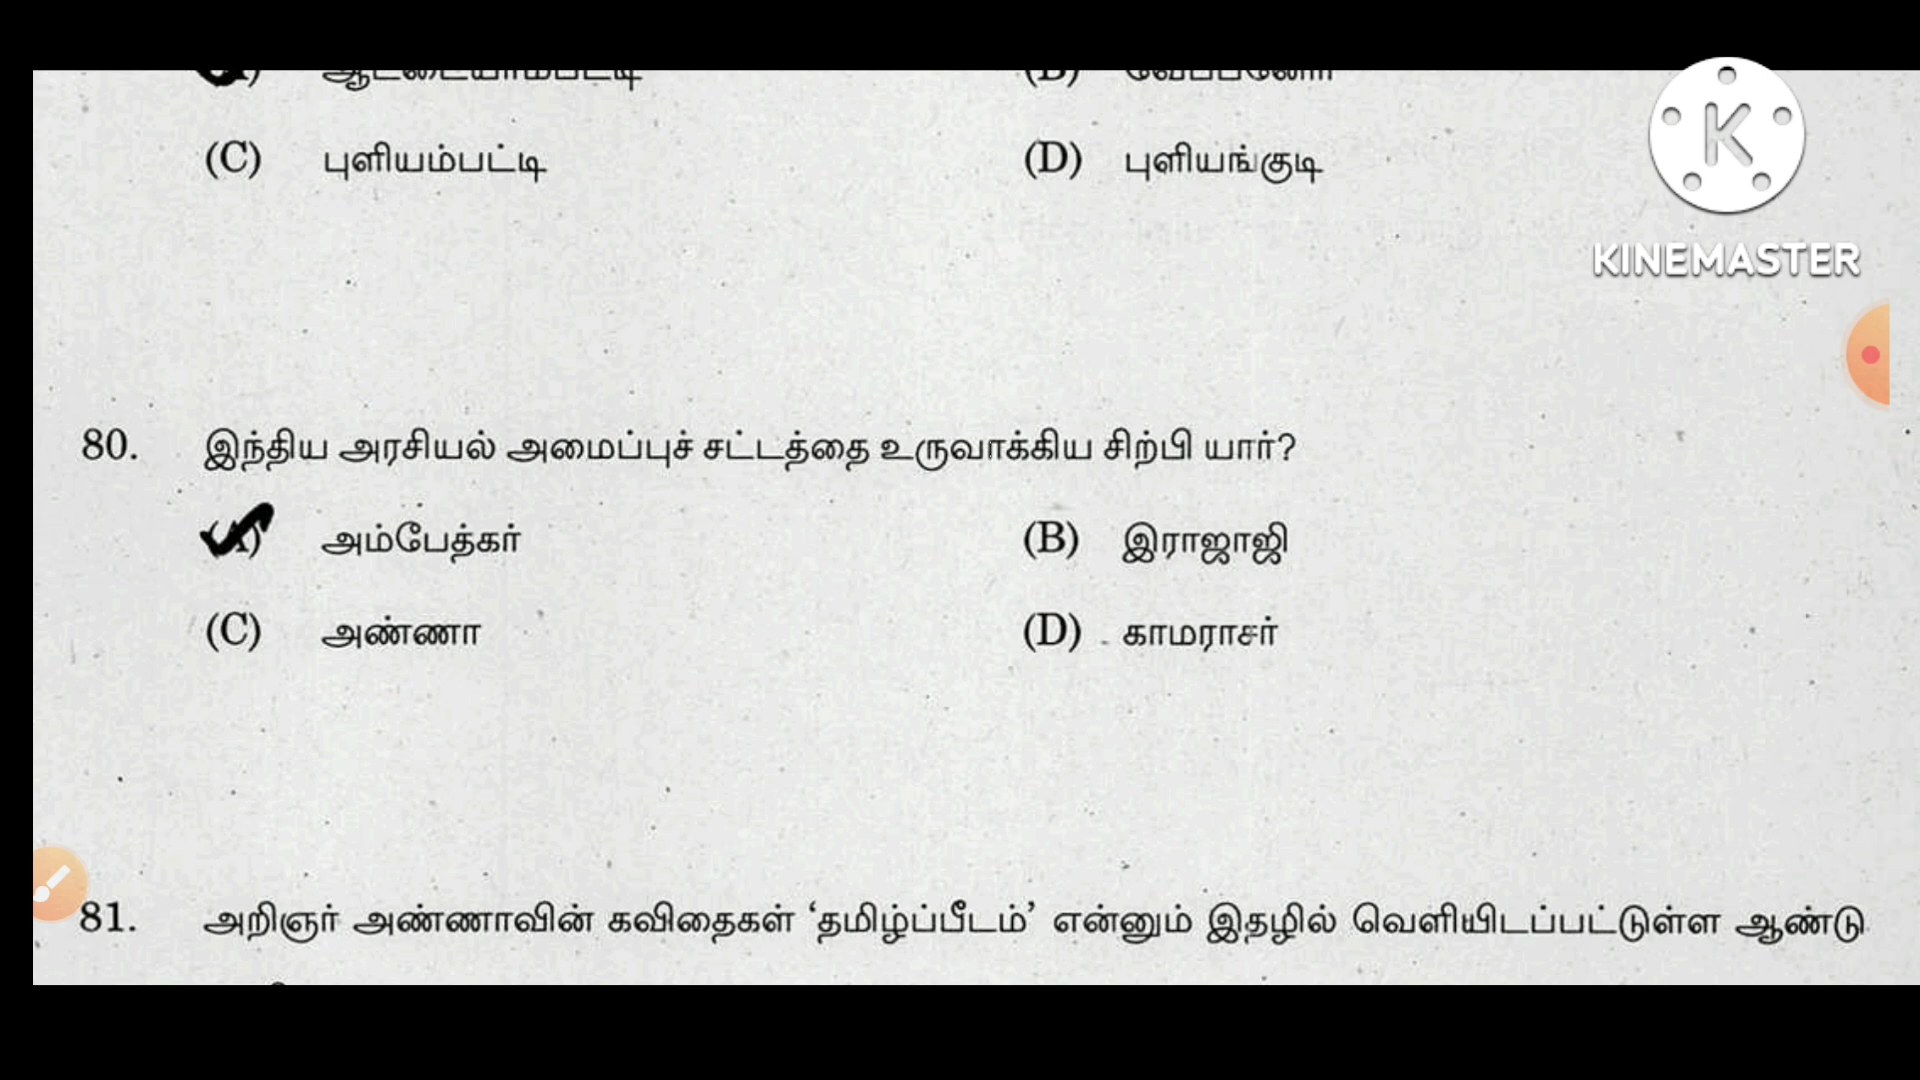 (C) புளியம்பட்டி (D) புளியங்குடி
KINEMASTER
80. இந்திய அரசியல் அமைப்புச் சட்டத்தை உருவாக்கிய சிற்பி யார்?
(A) அம்பேத்கர் (B) இராஜாஜி
(C) அண்ணா (D) காமராசர்
81. அறிஞர் அண்ணாவின் கவிதைகள் ‘தமிழ்ப்பீடம்’ என்னும் இதழில் வெளியிடப்பட்டுள்ள ஆண்டு